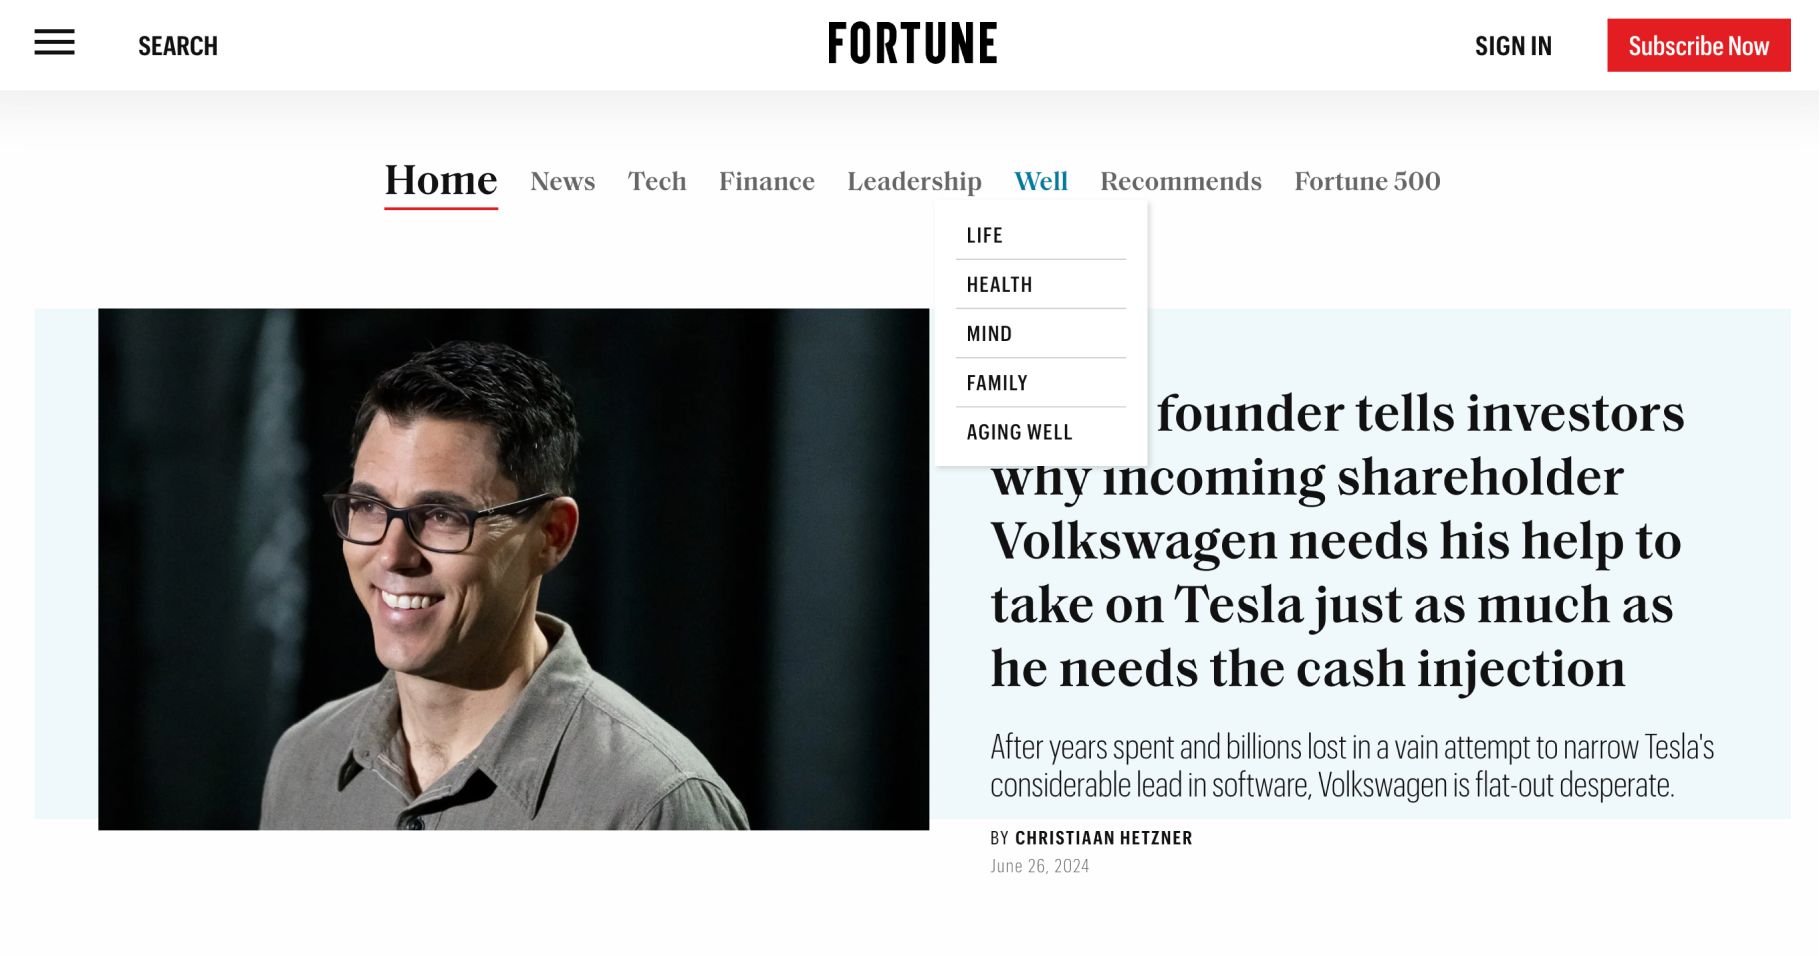 SEARCH
FORTUNE
SIGN IN
Subscribe Now
Home
News
Tech
Finance
Leadership
Well
Recommends
Fortune 500
LIFE
HEALTH
MIND
FAMILY
AGING WELL
founder tells investors
why incoming shareholder
Volkswagen needs his help to
take on Tesla just as much as
he needs the cash injection
After years spent and billions lost in a vain attempt to narrow Tesla's
considerable lead in software, Volkswagen is flat-out desperate.
BY CHRISTIAAN HETZNER
June 26, 2024